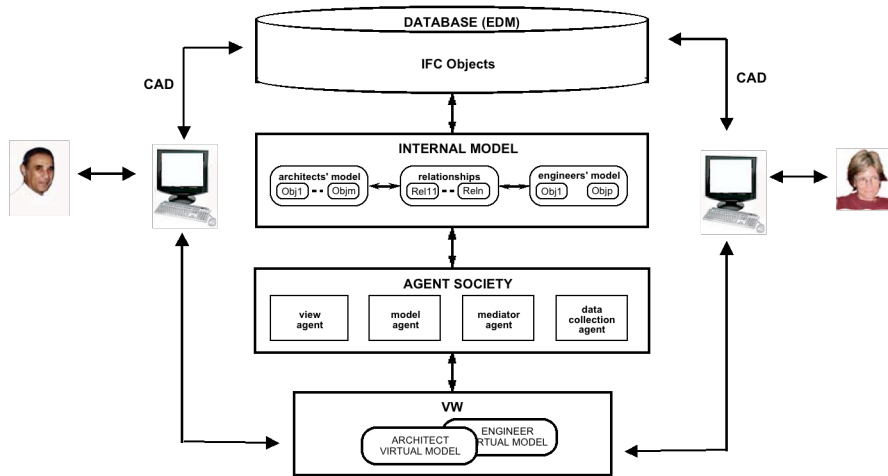 DATABASE (EDM)
IFC Objects
CAD
CAD
INTERNAL MODEL
architects' model
Obj1 -- Objm
relationships
Rel11 -- Reln
engineers' model
Obj1 Objp
AGENT SOCIETY
view
agent
model
agent
mediator
agent
data
collection
agent
VW
ENGINEER
VIRTUAL MODEL
ARCHITECT
VIRTUAL MODEL